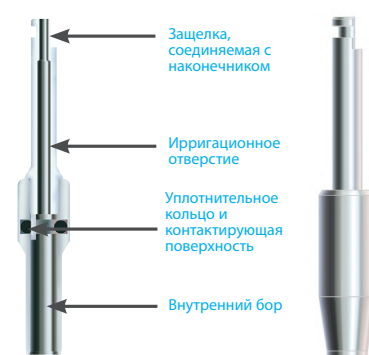 Защелка,
соединяемая с
наконечником
Ирригационное
отверстие
Уплотнительное
кольцо и
контактирующая
поверхность
Внутренний бор